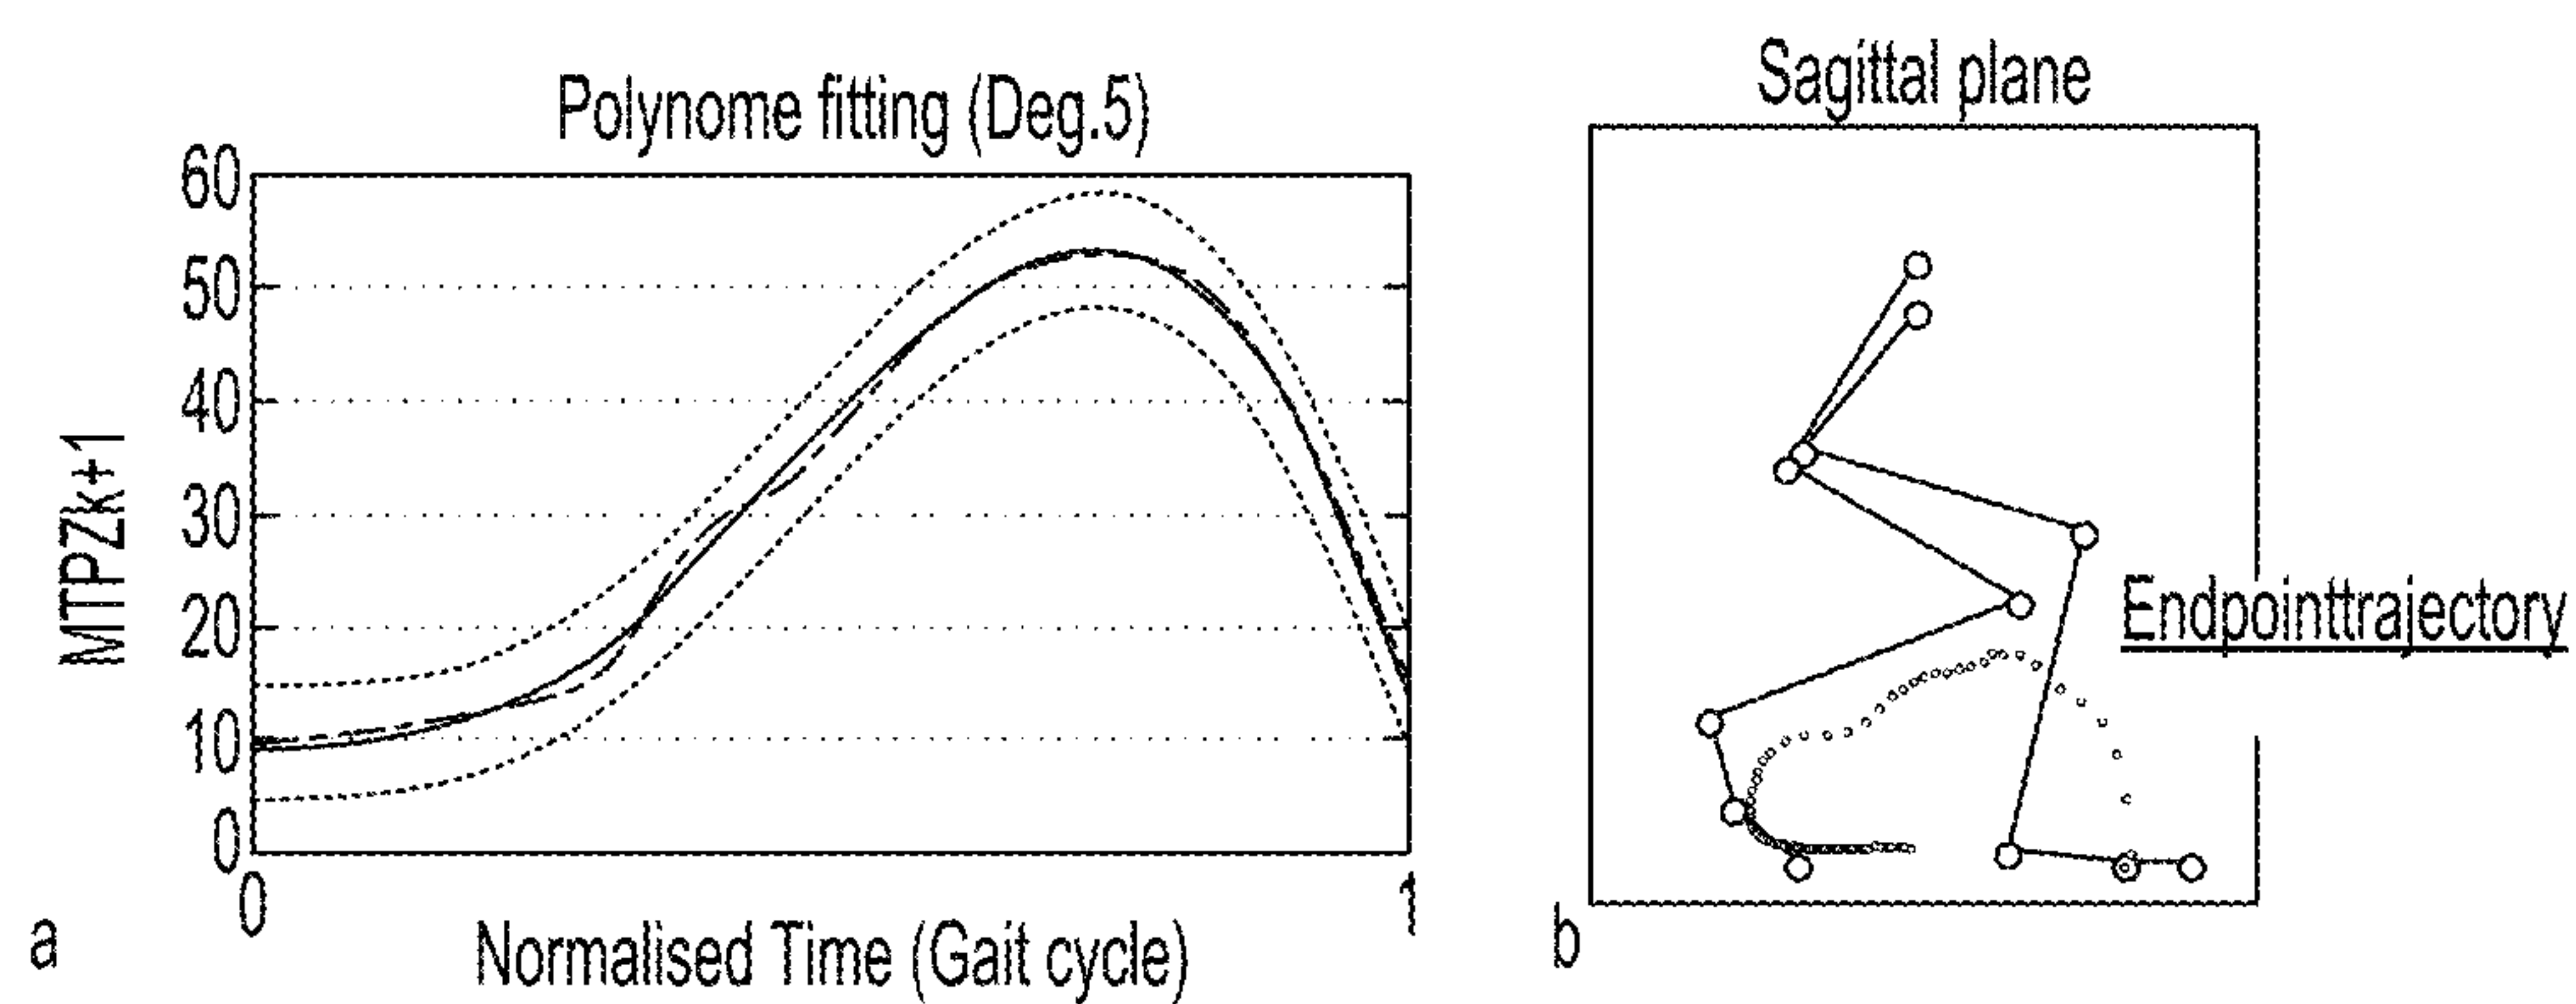 Polynome fitting (Deg.5)
60
50
40
30
20
10
0
MTPZk+1
0
1
Normalised Time (Gait cycle)
a
Sagittal plane
Endpointtrajectory
b